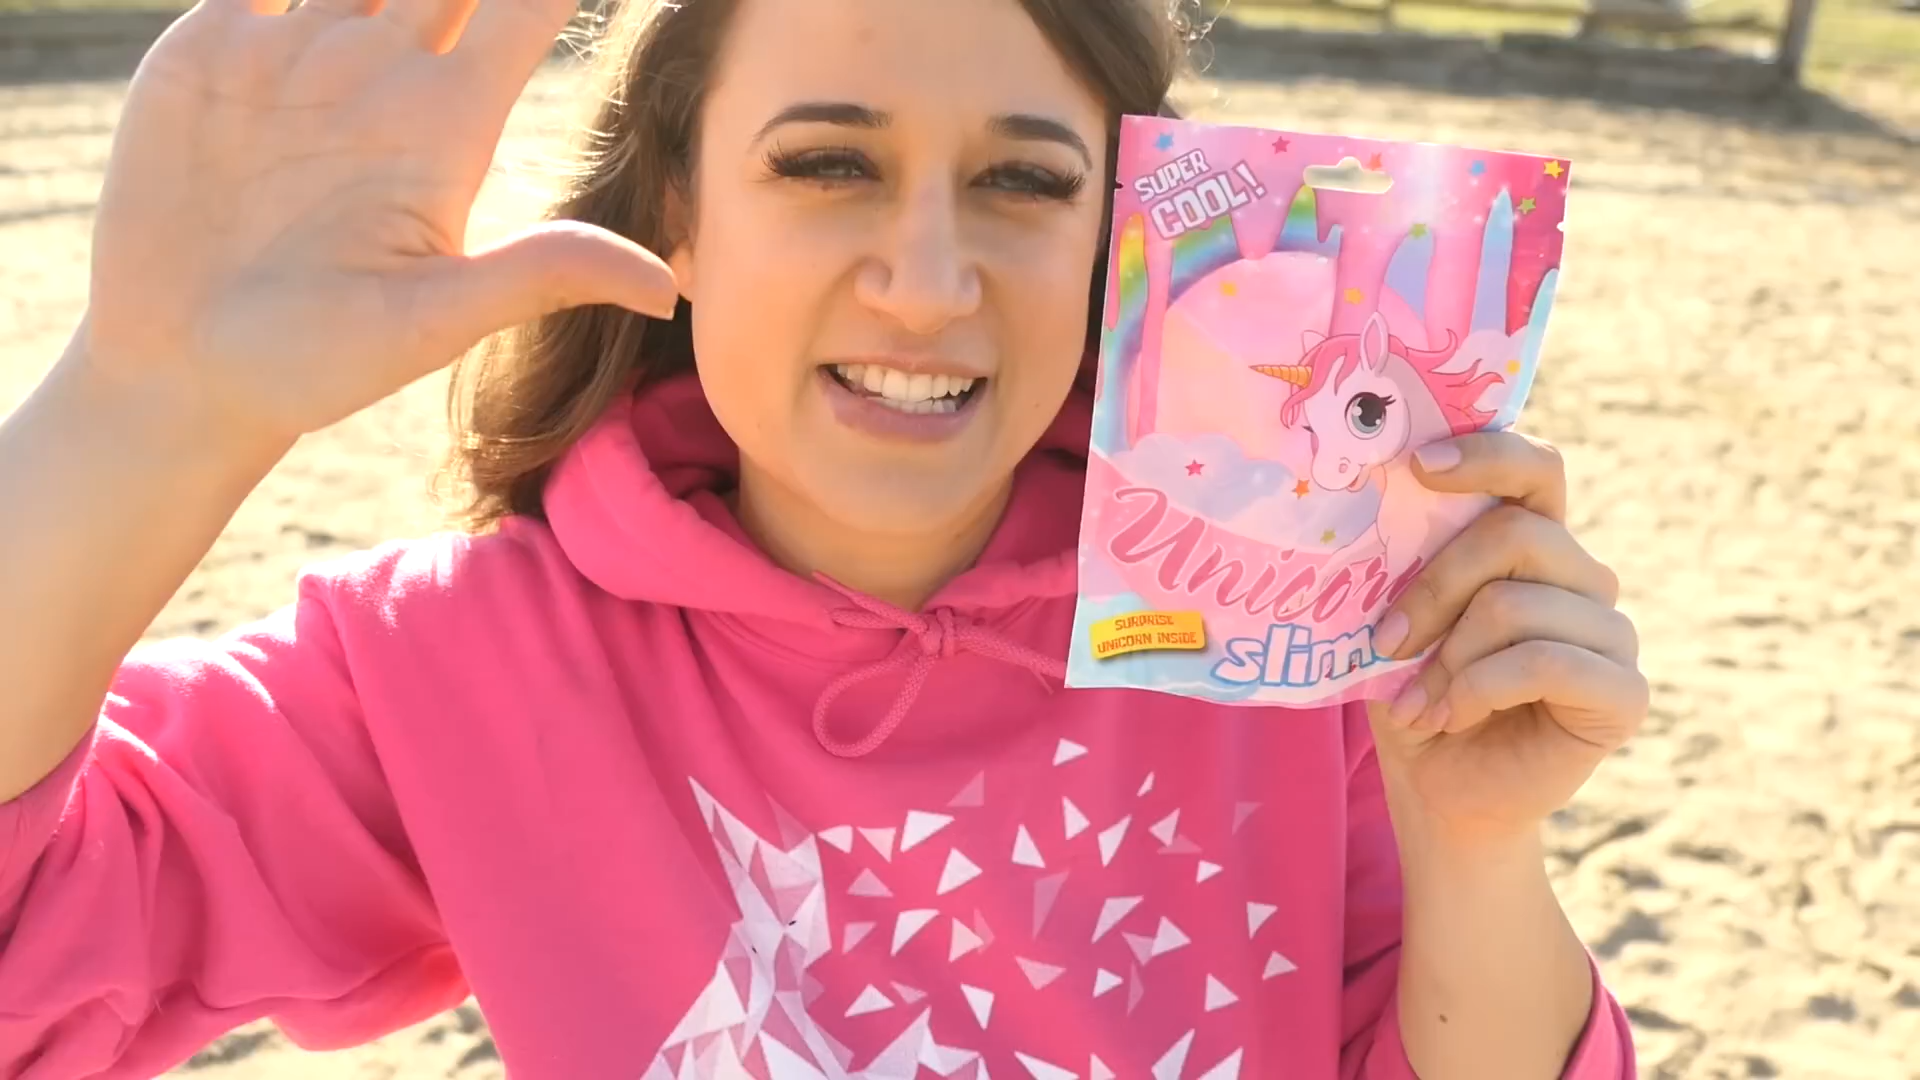 SUPER
COOL!
Unicorn
slime
SURPRISE
UNICORN INSIDE